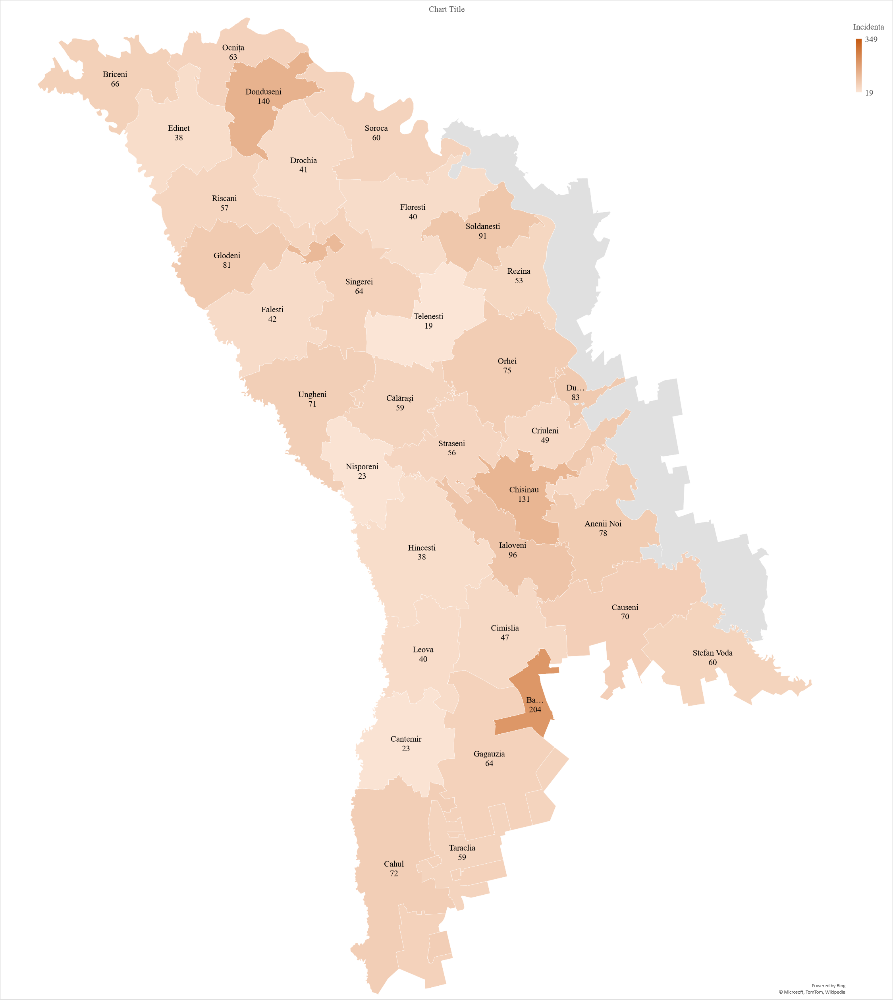 Chart Title
Incidenta
349
19
Ocnița
63
Briceni
66
Donduseni
140
Edinet
38
Soroca
60
Drochia
41
Riscani
57
Floresti
40
Soldanesti
91
Glodeni
81
Rezina
53
Singerei
64
Falesti
42
Telenesti
19
Orhei
75
Du...
83
Ungheni
71
Călărași
59
Criuleni
49
Straseni
56
Nisporeni
23
Chisinau
131
Anenii Noi
78
Ialoveni
96
Hincesti
38
Causeni
70
Cimislia
47
Leova
40
Stefan Voda
60
Ba...
204
Cantemir
23
Gagauzia
64
Taraclia
59
Cahul
72
Powered by Bing
© Microsoft, TomTom, Wikipedia